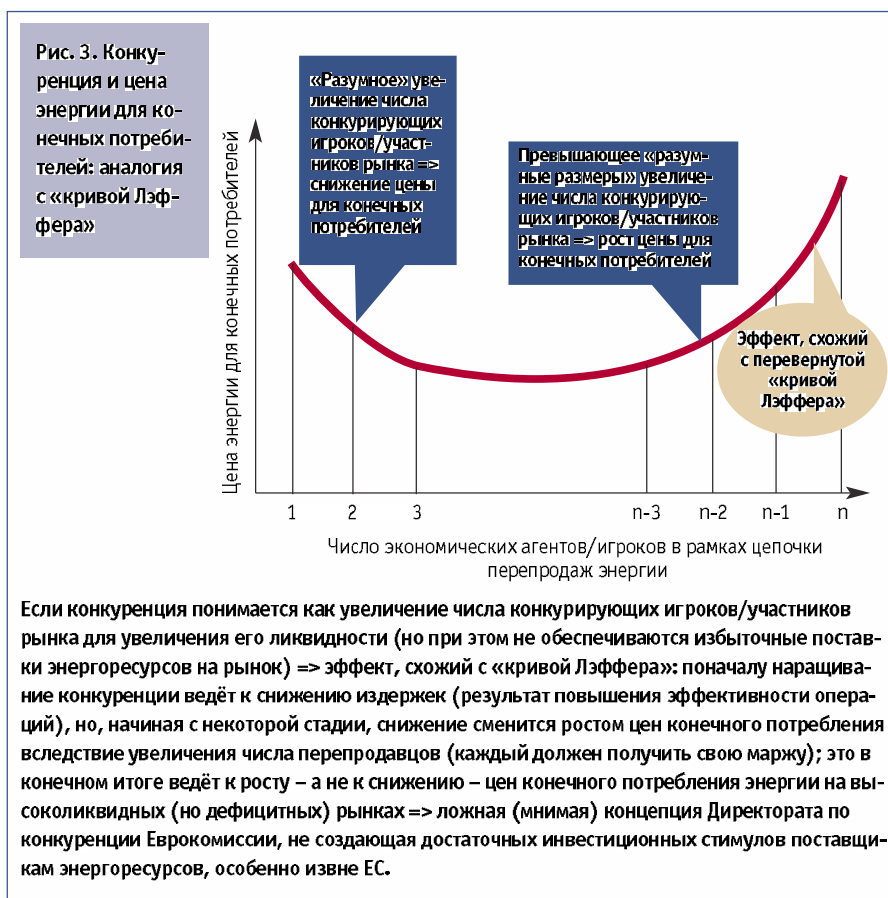 Рис. 3. Конку-
ренция и цена
энергии для ко-
нечных потреби-
телей: аналогия
с «кривой Лэф-
фера»
«Разумное» уве-
личение числа
конкурирующих
игроков/участ-
ников рынка =>
снижение цены
для конечных
потребителей
Превышающее «разум-
ные размеры» увеличе-
ние числа конкурирую-
щих игроков/участников
рынка => рост цены для
конечных потребителей
Эффект, схожий
с перевернутой
«кривой
Лэффера»
Цена энергии для конечных потребителей
1 2 3 n-3 n-2 n-1 n
Число экономических агентов/игроков в рамках цепочки
перепродаж энергии
Если конкуренция понимается как увеличение числа конкурирующих игроков/участников
рынка для увеличения его ликвидности (но при этом не обеспечиваются избыточные постав-
ки энергоресурсов на рынок) => эффект, схожий с «кривой Лэффера»: поначалу наращива-
ние конкуренции ведёт к снижению издержек (результат повышения эффективности опера-
ций), но, начиная с некоторой стадии, снижение сменится ростом цен конечного потребления
вследствие увеличения числа перепродавцов (каждый должен получить свою маржу); это в
конечном итоге ведёт к росту – а не к снижению – цен конечного потребления энергии на вы-
соколиквидных (но дефицитных) рынках => ложная (мнимая) концепция Директората по
конкуренции Еврокомиссии, не создающая достаточных инвестиционных стимулов поставщи-
кам энергоресурсов, особенно извне ЕС.